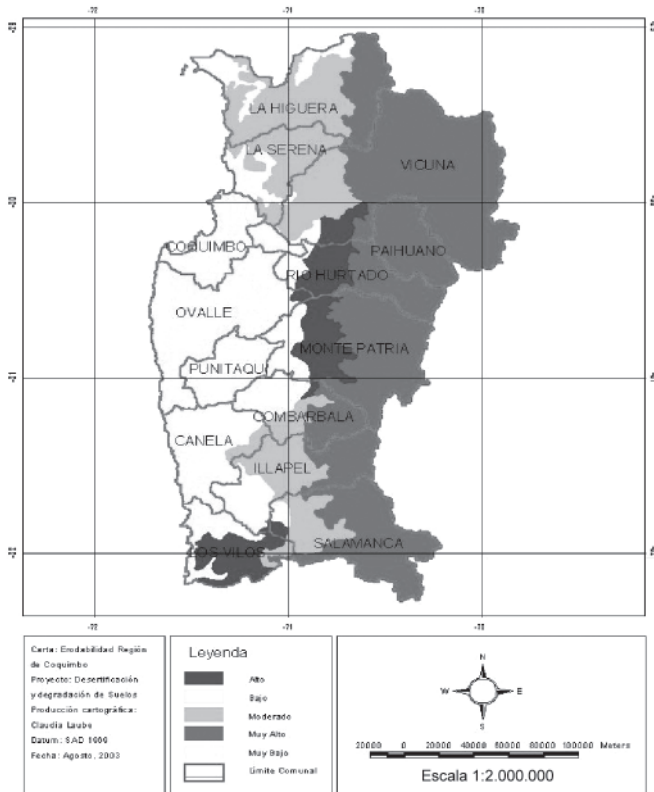 -72 -71 -70
LA HIGUERA
LA SERENA
VICUNA
COQUIMBO
PAIHUANO
RIO HURTADO
OVALLE
MONTE PATRIA
PUNITAQUI
COMBARBALA
CANELA
ILLAPEL
SALAMANCA
LOS VILOS
-72 -71 -70
Carta: Erodabilidad Región
de Coquimbo
Proyecto: Desertificación
y degradación de Suelos
Producción cartográfica:
Claudia Laube
Datum: SAD 1696
Fecha: Agosto, 2003
Leyenda
Alto
Bajo
Moderado
Muy Alto
Muy Bajo
Límite Comunal
N
W E
S
20000 0 20000 40000 60000 80000 100000 Meters
Escala 1:2.000.000